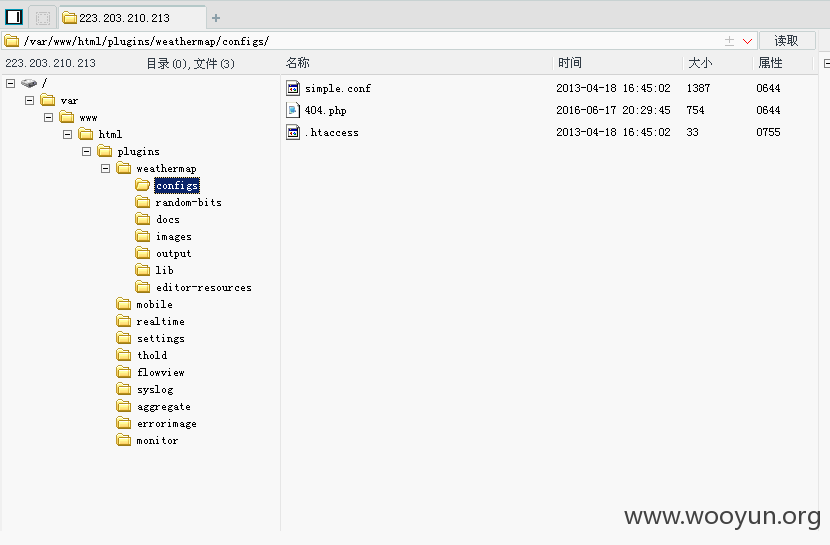 223.203.210.213
/var/www/html/plugins/weathermap/configs/
读取
223.203.210.213 目录(0),文件(3)
名称 时间 大小 属性
/
var
www
html
plugins
weathermap
configs
random-bits
docs
images
output
lib
editor-resources
mobile
realtime
settings
thold
flowview
syslog
aggregate
errorimage
monitor
simple.conf 2013-04-18 16:45:02 1387 0644
404.php 2016-06-17 20:29:45 754 0644
.htaccess 2013-04-18 16:45:02 33 0755
www.wooyun.org